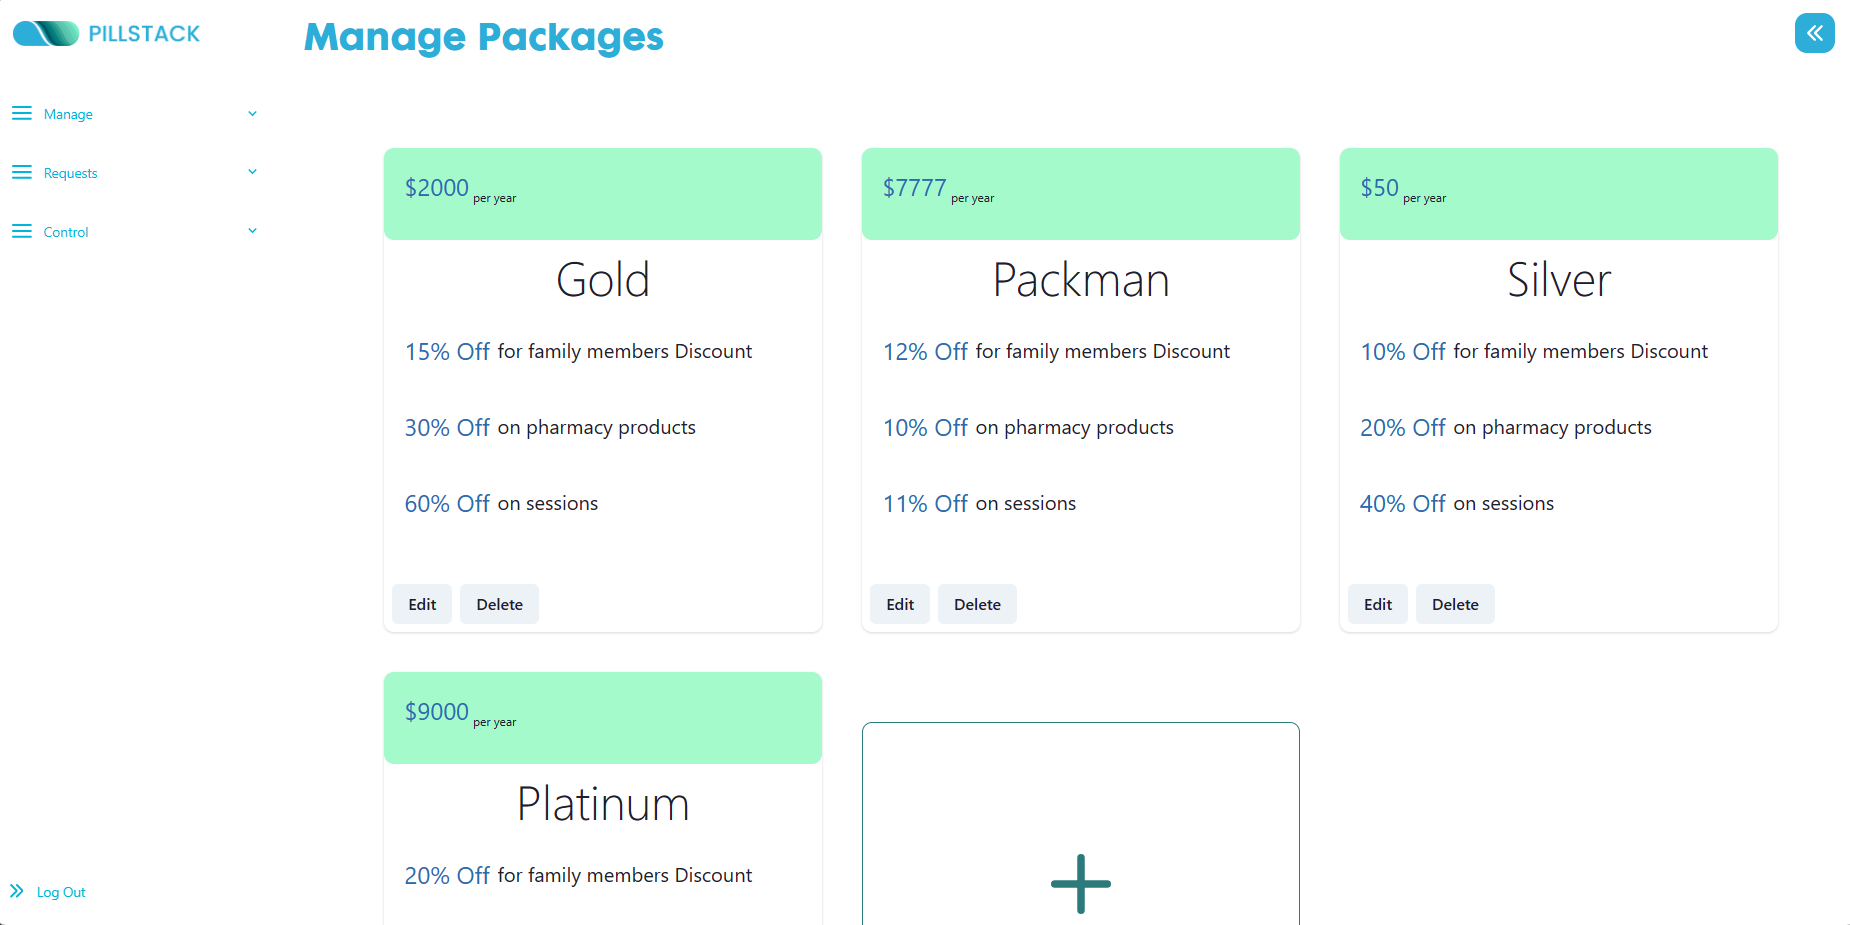 PILLSTACK
Manage Packages
Manage
Requests
Control
$2000 per year
Gold
15% Off for family members Discount
30% Off on pharmacy products
60% Off on sessions
Edit Delete
$7777 per year
Packman
12% Off for family members Discount
10% Off on pharmacy products
11% Off on sessions
Edit Delete
$50 per year
Silver
10% Off for family members Discount
20% Off on pharmacy products
40% Off on sessions
Edit Delete
$9000 per year
Platinum
20% Off for family members Discount
Log Out